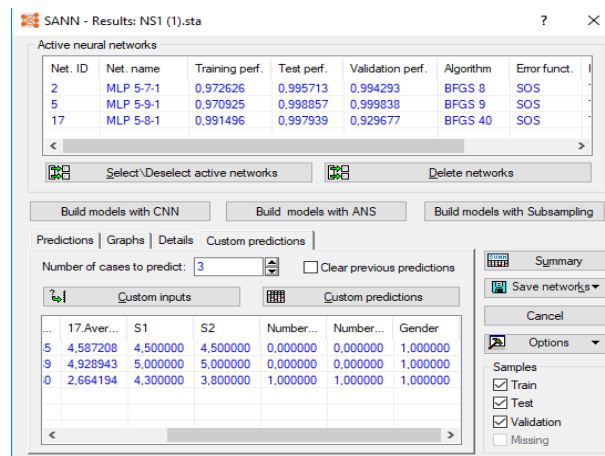 SANN - Results: NS1 (1).sta ? ×
Active neural networks
Net. ID Net. name Training perf. Test perf. Validation perf. Algorithm Error funct.
2 MLP 5-7-1 0,972626 0,995713 0,994293 BFGS 8 SOS
5 MLP 5-9-1 0,970925 0,998857 0,999838 BFGS 9 SOS
17 MLP 5-8-1 0,991496 0,997939 0,929677 BFGS 40 SOS
Select\Deselect active networks Delete networks
Build models with CNN Build models with ANS Build models with Subsampling
Predictions Graphs Details Custom predictions
Number of cases to predict: 3 Clear previous predictions
Custom inputs Custom predictions
... 17.Aver... S1 S2 Number... Number... Gender
5 4,587208 4,500000 4,500000 0,000000 0,000000 1,000000
9 4,928943 5,000000 5,000000 0,000000 0,000000 1,000000
0 2,664194 4,300000 3,800000 1,000000 1,000000 1,000000
Summary
Save networks
Cancel
Options
Samples
Train
Test
Validation
Missing